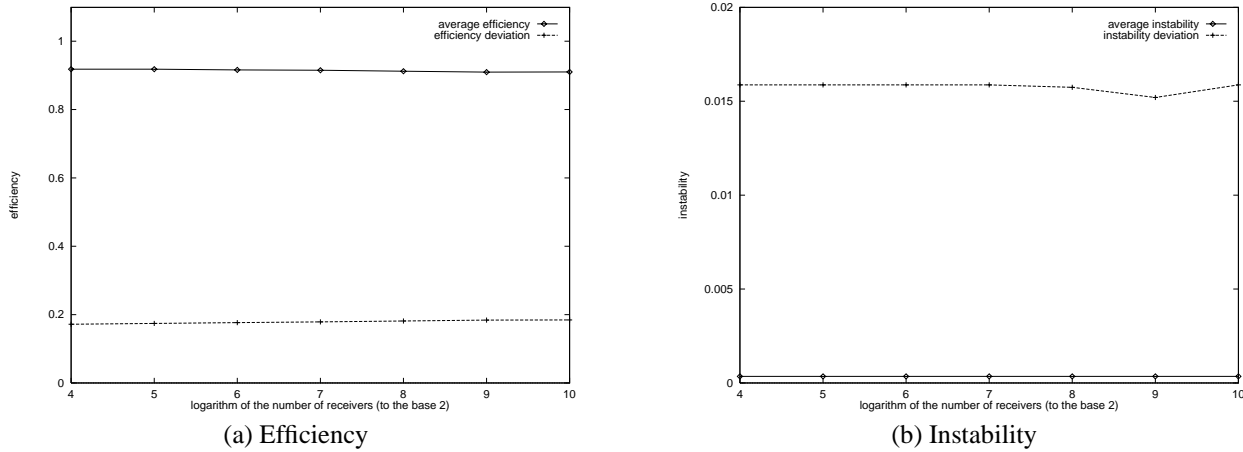 average efficiency
efficiency deviation
1
0.8
0.6
0.4
0.2
0
efficiency
4 5 6 7 8 9 10
logarithm of the number of receivers (to the base 2)
(a) Efficiency
average instability
instability deviation
0.02
0.015
0.01
0.005
0
instability
4 5 6 7 8 9 10
logarithm of the number of receivers (to the base 2)
(b) Instability